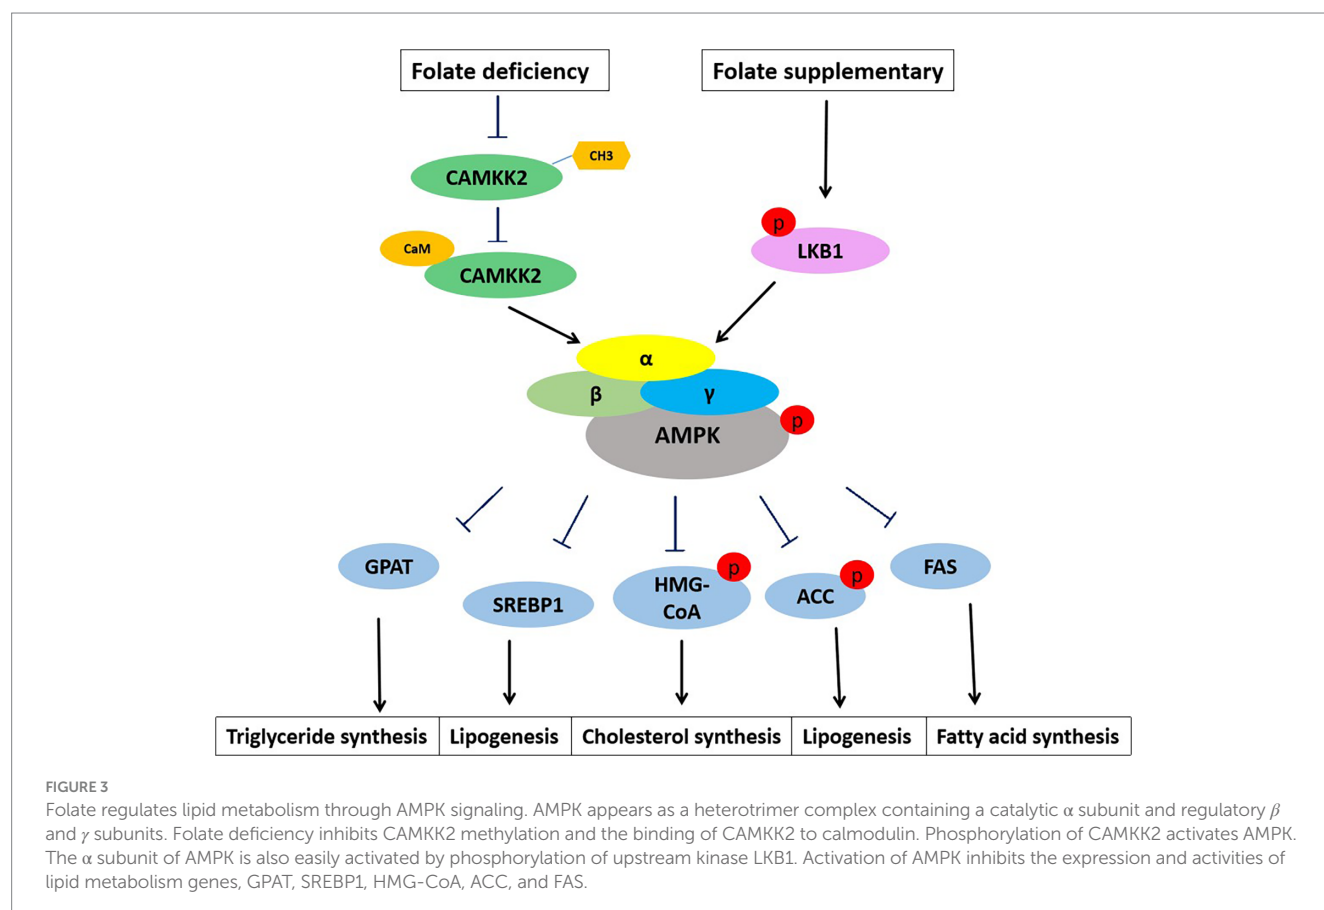 Folate deficiency
Folate supplementary
CH3
CAMKK2
p
CaM
LKB1
CAMKK2
α
β
γ
p
AMPK
GPAT
FAS
p
HMG-
CoA
p
ACC
SREBP1
Triglyceride synthesis
Lipogenesis
Cholesterol synthesis
Lipogenesis
Fatty acid synthesis
FIGURE 3
Folate regulates lipid metabolism through AMPK signaling. AMPK appears as a heterotrimer complex containing a catalytic α subunit and regulatory β
and γ subunits. Folate deficiency inhibits CAMKK2 methylation and the binding of CAMKK2 to calmodulin. Phosphorylation of CAMKK2 activates AMPK.
The α subunit of AMPK is also easily activated by phosphorylation of upstream kinase LKB1. Activation of AMPK inhibits the expression and activities of
lipid metabolism genes, GPAT, SREBP1, HMG-CoA, ACC, and FAS.